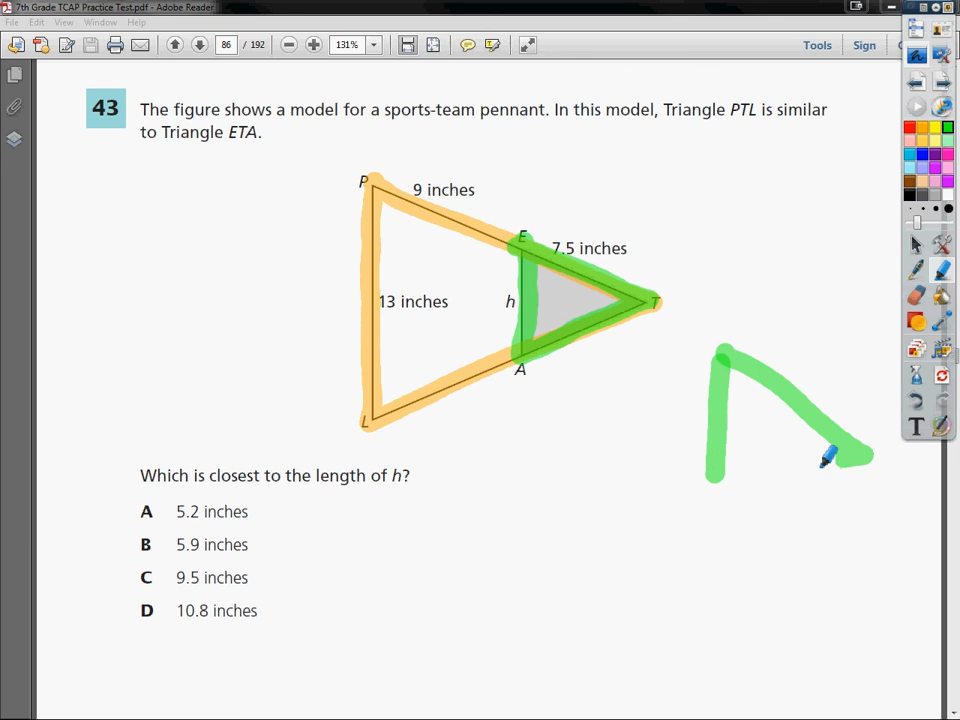 7th Grade TCAP Practice Test.pdf - Adobe Reader
File Edit View Window Help
86 / 192 131% Tools Sign
43 The figure shows a model for a sports-team pennant. In this model, Triangle PTL is similar
to Triangle ETA.
P
9 inches
E
7.5 inches
13 inches
h
T
A
L
Which is closest to the length of h?
A 5.2 inches
B 5.9 inches
C 9.5 inches
D 10.8 inches
T